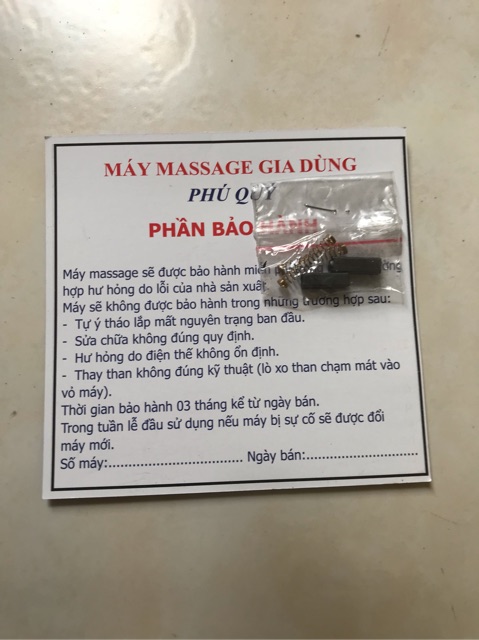 MÁY MASSAGE GIA DÙNG
PHÚ QUÝ
PHẦN BẢO HÀNH
Máy massage sẽ được bảo hành miễn
hợp hư hỏng do lỗi của nhà sản xuất.
Máy sẽ không được bảo hành trong những trường hợp sau:
- Tự ý tháo lắp mất nguyên trạng ban đầu.
- Sửa chữa không đúng quy định.
- Hư hỏng do điện thế không ổn định.
- Thay than không đúng kỹ thuật (lò xo than chạm mát vào
vỏ máy).
Thời gian bảo hành 03 tháng kể từ ngày bán.
Trong tuần lễ đầu sử dụng nếu máy bị sự cố sẽ được đổi
máy mới.
Số máy:................................ Ngày bán:...........................